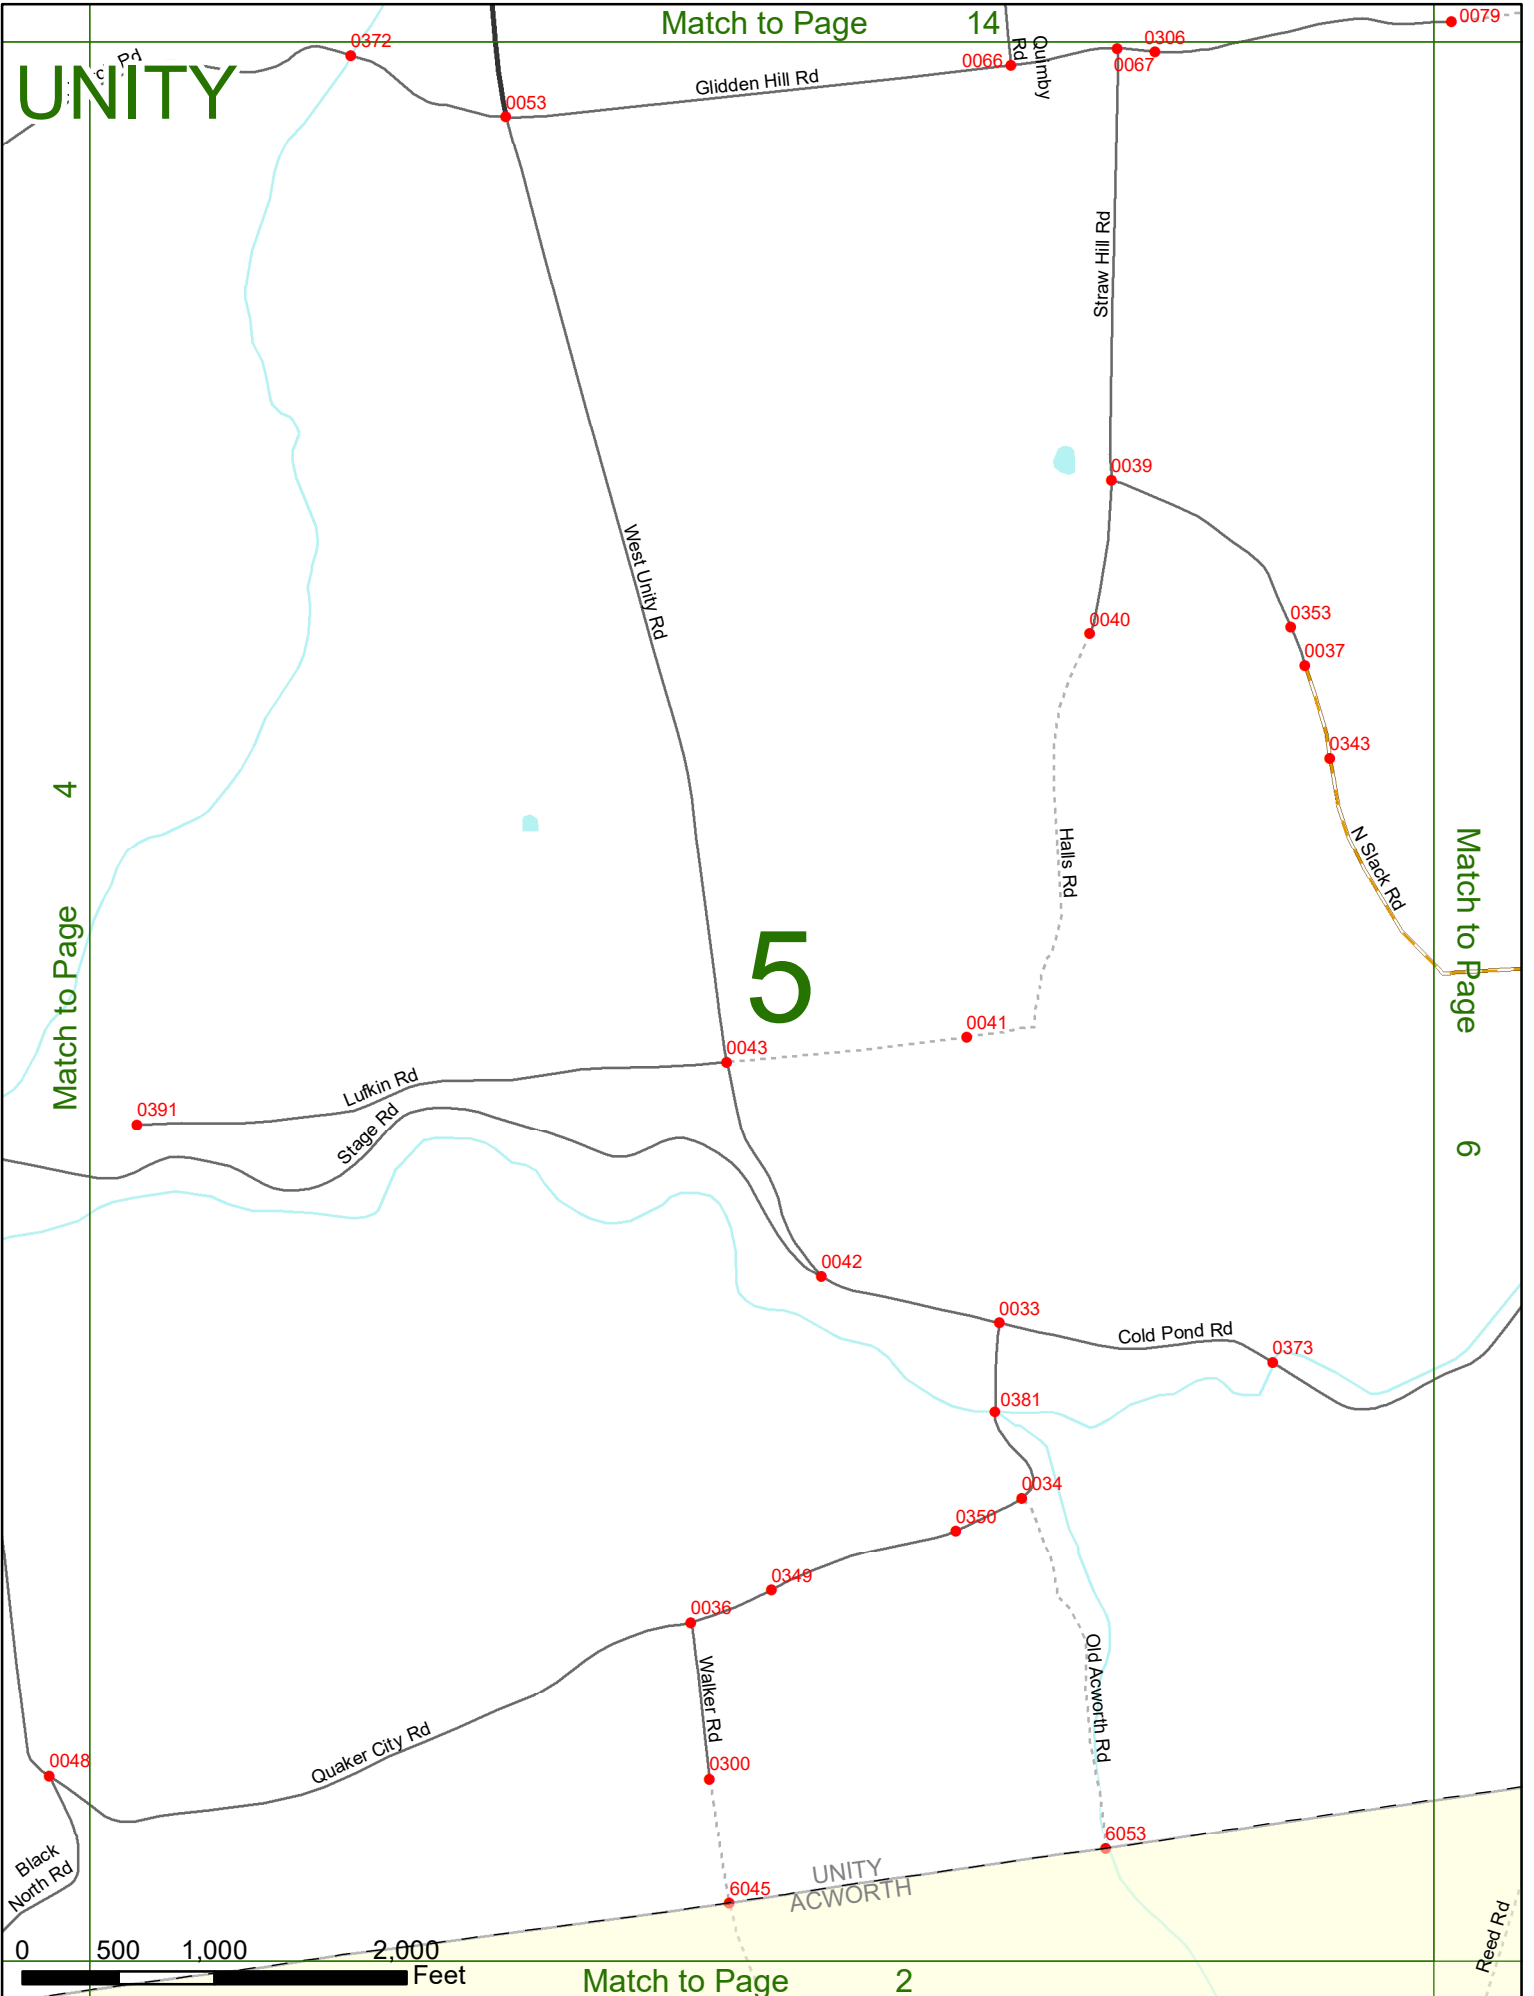 Match to Page 14
0079
0372
Rd
UNITY
0306
0066
Quimby
Rd
0067
Glidden Hill Rd
0053
Straw Hill Rd
0039
West Unity Rd
0040
0353
0037
0343
4
Match to Page
Halls Rd
N Slack Rd
Match to Page
6
5
0041
0043
Lufkin Rd
0391
Stage Rd
0042
0033
Cold Pond Rd
0373
0381
0034
0350
0349
0036
Walker Rd
Old Acworth Rd
Quaker City Rd
0048
0300
6053
Black
North Rd
UNITY
ACWORTH
6045
Reed Rd
0 500 1,000 2,000
Feet
Match to Page 2